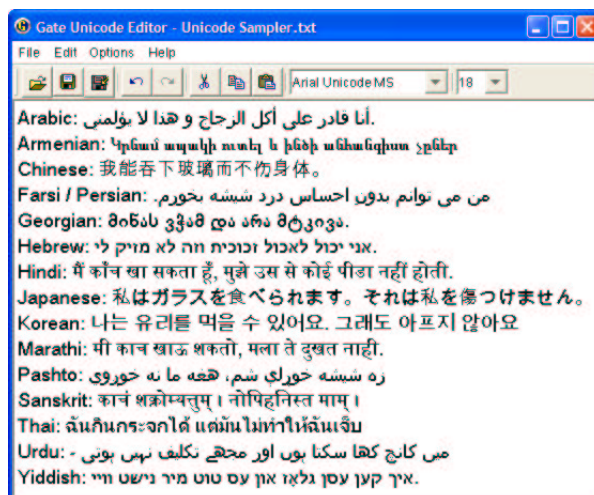 Gate Unicode Editor - Unicode Sampler.txt
File Edit Options Help
Arial Unicode MS 18
Arabic: أنا قادر على أكل الزجاج و هذا لا يؤلمني.
Armenian: Կրնամ ապակի ուտել և ինծի անհանգիստ չըներ
Chinese: 我能吞下玻璃而不伤身体。
Farsi / Persian: .من می توانم بدونِ احساس درد شيشه بخورم
Georgian: მინას ვჭამ და არა მტკივა.
Hebrew: אני יכול לאכול זכוכית וזה לא מזיק לי.
Hindi: मैं काँच खा सकता हूँ, मुझे उस से कोई पीडा नहीं होती.
Japanese: 私はガラスを食べられます。それは私を傷つけません。
Korean: 나는 유리를 먹을 수 있어요. 그래도 아프지 않아요
Marathi: मी काच खाऊ शकतो, मला ते दुखत नाही.
Pashto: زه شيشه خوړلې شم، هغه ما نه خوږوي
Sanskrit: काचं शक्नोम्यत्तुम् । नोपहिनस्ति माम् ।
Thai: ฉันกินกระจกได้ แต่มันไม่ทำให้ฉันเจ็บ
Urdu: میں کانچ کھا سکتا ہوں اور مجھے تکلیف نہیں ہوتی -
Yiddish: איך קען עסן גלאָז און עס טוט מיר נישט וויי.